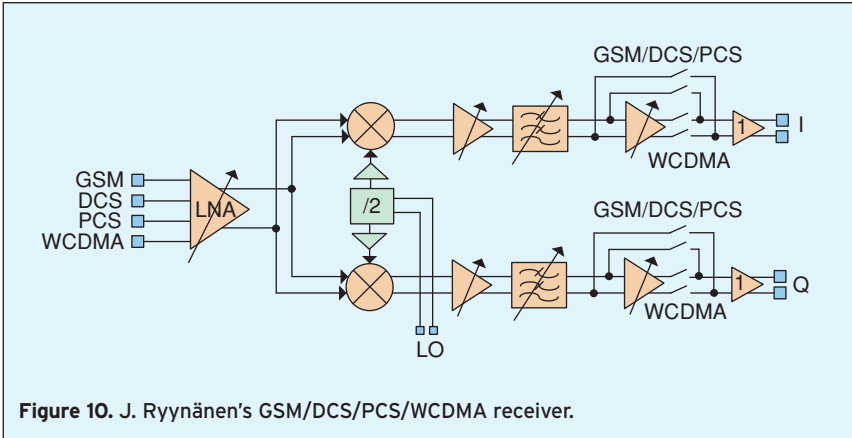 GSM/DCS/PCS
GSM
DCS
PCS
WCDMA
LNA
/2
1
I
WCDMA
GSM/DCS/PCS
1
Q
WCDMA
LO
Figure 10. J. Ryynänen's GSM/DCS/PCS/WCDMA receiver.